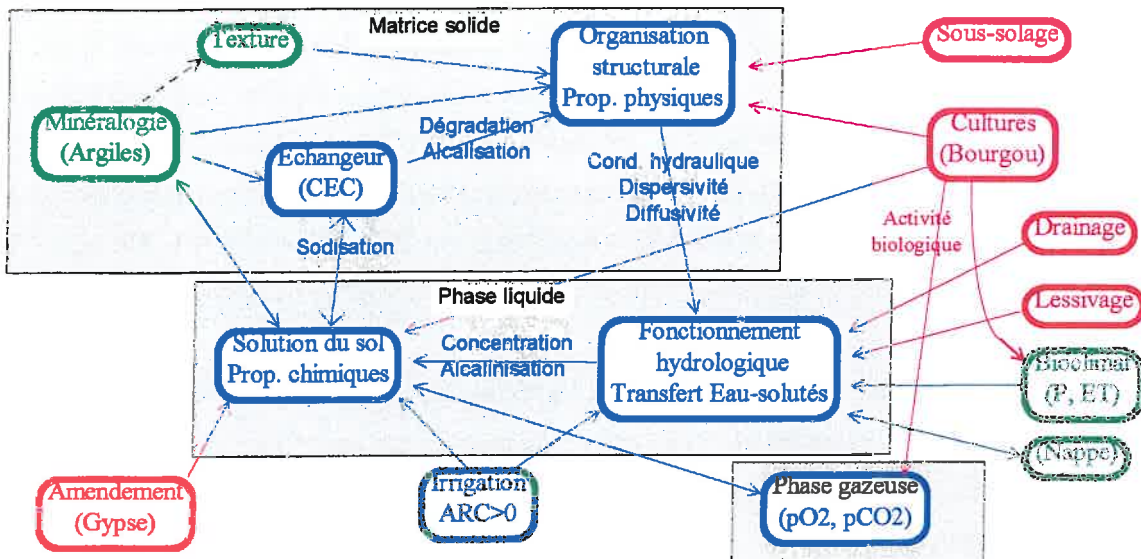 Matrice solide
Texture
Organisation
structurale
Prop. physiques
Sous-solage
Minéralogie
(Argiles)
Dégradation
Alcalisation
Echangeur
(CEC)
Cultures
(Bourgou)
Cond. hydraulique
Dispersivité
Diffusivité
Sodisation
Activité
biologique
Drainage
Phase liquide
Lessivage
Solution du sol
Prop. chimiques
Concentration
Alcalinisation
Fonctionnement
hydrologique
Transfert Eau-solutés
Bioclimat
(P, ET)
(Nappe)
Amendement
(Gypse)
Irrigation
ARC>0
Phase gazeuse
(pO2, pCO2)